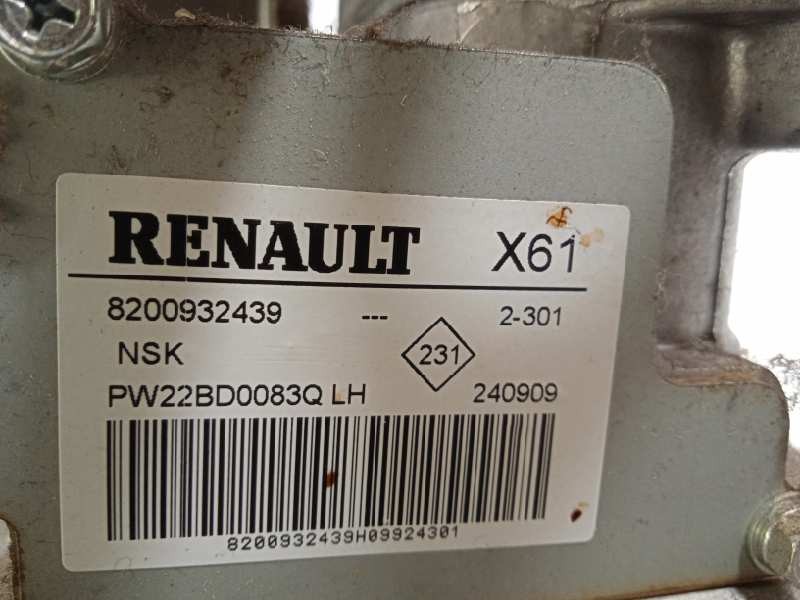 RENAULT X61
8200932439 --- 2-301
NSK 231
PW22BD0083Q LH 240909
8200932439H09924301